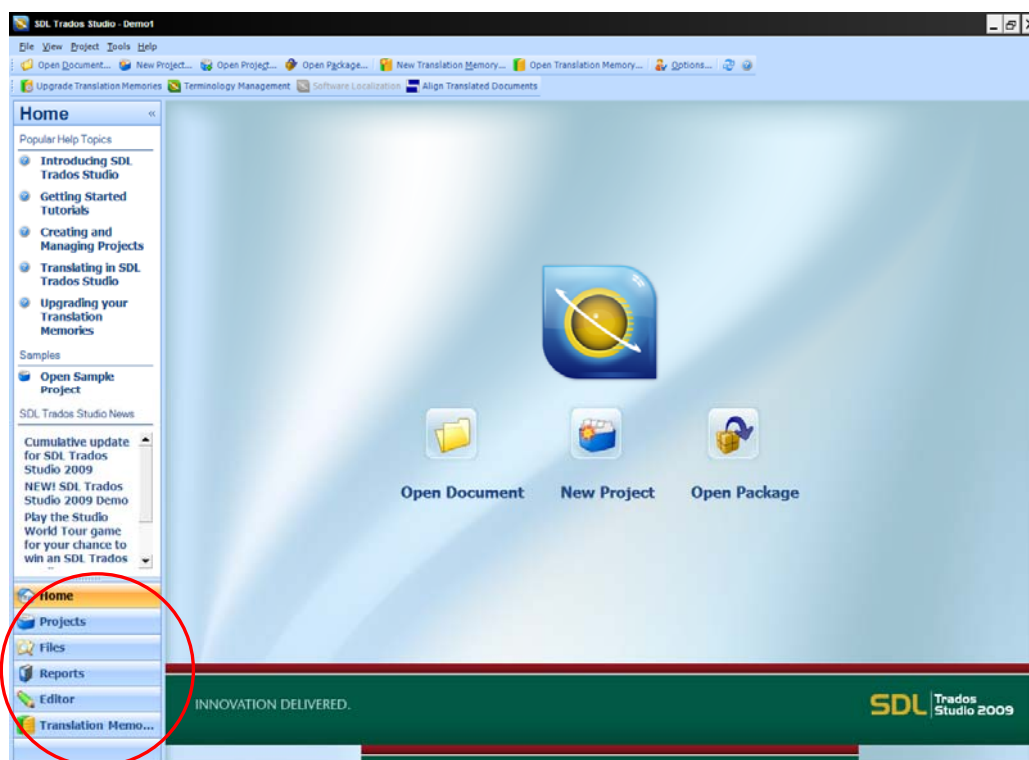 SDL Trados Studio - Demo1
File View Project Tools Help
Open Document... New Project... Open Project... Open Package... New Translation Memory... Open Translation Memory... Options...
Upgrade Translation Memories Terminology Management Software Localization Align Translated Documents
Home «
Popular Help Topics
Introducing SDL
Trados Studio
Getting Started
Tutorials
Creating and
Managing Projects
Translating in SDL
Trados Studio
Upgrading your
Translation
Memories
Samples
Open Sample
Project
SDL Trados Studio News
Cumulative update
for SDL Trados
Studio 2009
NEW! SDL Trados
Studio 2009 Demo
Play the Studio
World Tour game
for your chance to
win an SDL Trados
Open Document New Project Open Package
Home
Projects
Files
Reports
Editor
Translation Memo...
INNOVATION DELIVERED.
SDL Trados
Studio 2009